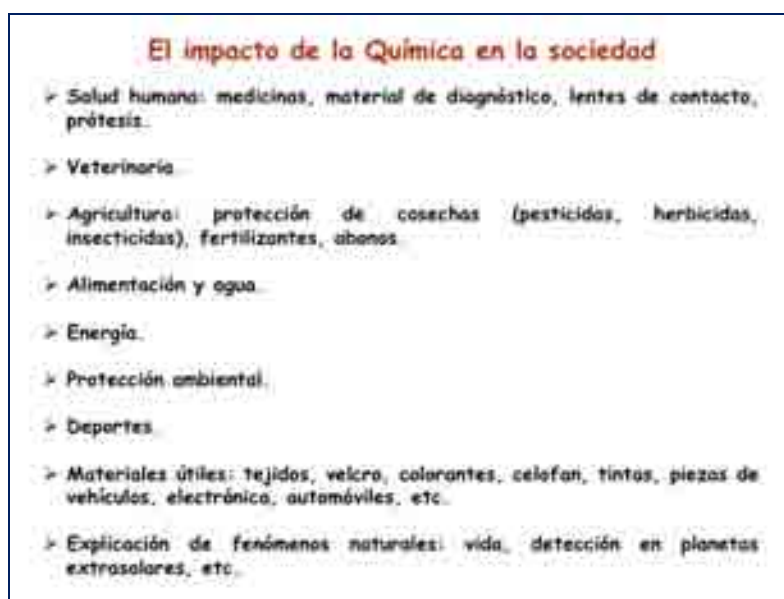 El impacto de la Química en la sociedad
➢ Salud humana: medicinas, material de diagnóstico, lentes de contacto,
prótesis.
➢ Veterinaria.
➢ Agricultura: protección de cosechas (pesticidas, herbicidas,
insecticidas), fertilizantes, abonos.
➢ Alimentación y agua.
➢ Energía.
➢ Protección ambiental.
➢ Deportes.
➢ Materiales útiles: tejidos, velcro, colorantes, celofan, tintas, piezas de
vehículos, electrónica, automóviles, etc.
➢ Explicación de fenómenos naturales: vida, detección en planetas
extrasolares, etc.